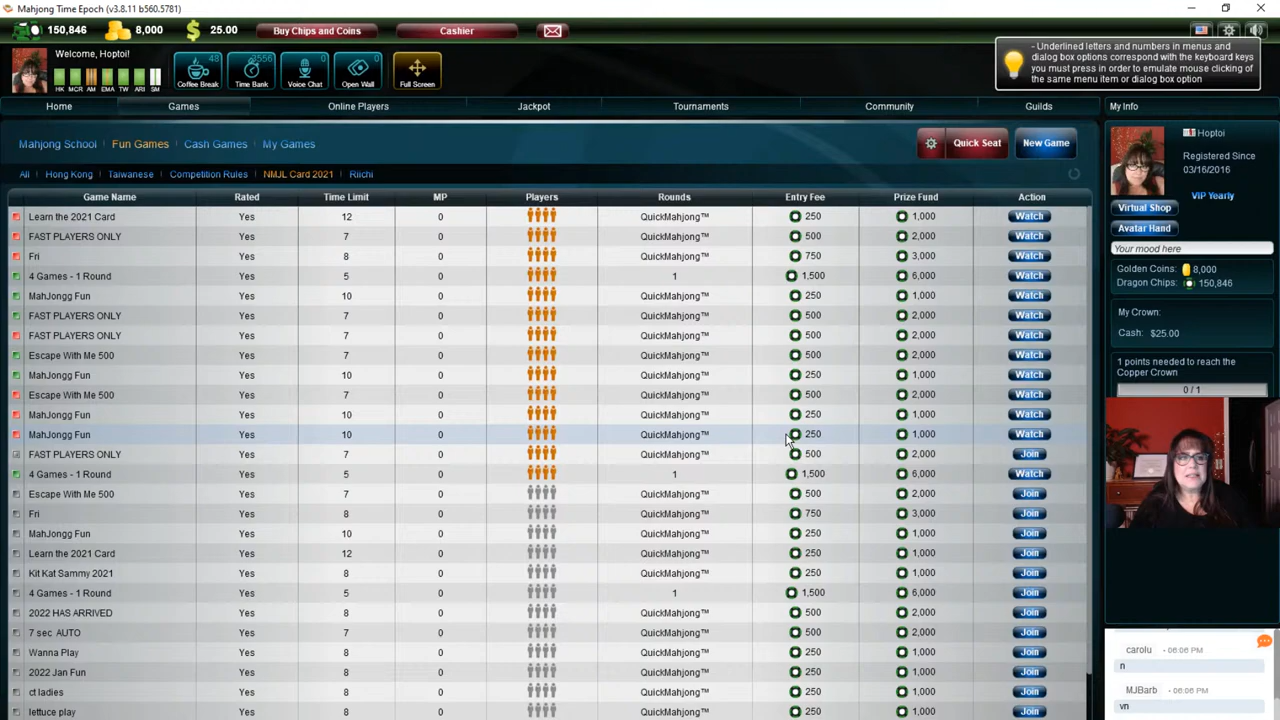 Mahjong Time Epoch (v3.8.11 b560.5781)
150,846 8,000 25.00 Buy Chips and Coins Cashier
Welcome, Hoptoi!
HK MCR AM EMA TW ARI SM
48 Coffee Break
3556 Time Bank
0 Voice Chat
0 Open Wall
Full Screen
- Underlined letters and numbers in menus and
dialog box options correspond with the keyboard keys
you must press in order to emulate mouse clicking of
the same menu item or dialog box option
Home Games Online Players Jackpot Tournaments Community Guilds My Info
Mahjong School Fun Games Cash Games My Games Quick Seat New Game
All Hong Kong Taiwanese Competition Rules NMJL Card 2021 Riichi
Game Name Rated Time Limit MP Players Rounds Entry Fee Prize Fund Action
Learn the 2021 Card Yes 12 0 QuickMahjong™ 250 1,000 Watch
FAST PLAYERS ONLY Yes 7 0 QuickMahjong™ 500 2,000 Watch
Fri Yes 8 0 QuickMahjong™ 750 3,000 Watch
4 Games - 1 Round Yes 5 0 1 1,500 6,000 Watch
MahJongg Fun Yes 10 0 QuickMahjong™ 250 1,000 Watch
FAST PLAYERS ONLY Yes 7 0 QuickMahjong™ 500 2,000 Watch
FAST PLAYERS ONLY Yes 7 0 QuickMahjong™ 500 2,000 Watch
Escape With Me 500 Yes 7 0 QuickMahjong™ 500 2,000 Watch
MahJongg Fun Yes 10 0 QuickMahjong™ 250 1,000 Watch
Escape With Me 500 Yes 7 0 QuickMahjong™ 500 2,000 Watch
MahJongg Fun Yes 10 0 QuickMahjong™ 250 1,000 Watch
MahJongg Fun Yes 10 0 QuickMahjong™ 250 1,000 Watch
FAST PLAYERS ONLY Yes 7 0 QuickMahjong™ 500 2,000 Join
4 Games - 1 Round Yes 5 0 1 1,500 6,000 Watch
Escape With Me 500 Yes 7 0 QuickMahjong™ 500 2,000 Join
Fri Yes 8 0 QuickMahjong™ 750 3,000 Join
MahJongg Fun Yes 10 0 QuickMahjong™ 250 1,000 Join
Learn the 2021 Card Yes 12 0 QuickMahjong™ 250 1,000 Join
Kit Kat Sammy 2021 Yes 8 0 QuickMahjong™ 250 1,000 Join
4 Games - 1 Round Yes 5 0 1 1,500 6,000 Join
2022 HAS ARRIVED Yes 8 0 QuickMahjong™ 500 2,000 Join
7 sec AUTO Yes 7 0 QuickMahjong™ 500 2,000 Join
Wanna Play Yes 8 0 QuickMahjong™ 250 1,000 Join
2022 Jan Fun Yes 8 0 QuickMahjong™ 250 1,000 Join
ct ladies Yes 8 0 QuickMahjong™ 250 1,000 Join
lettuce play Yes 8 0 QuickMahjong™ 250 1,000 Join
Hoptoi
Registered Since
03/16/2016
VIP Yearly
Virtual Shop
Avatar Hand
Your mood here
Golden Coins: 8,000
Dragon Chips: 150,846
My Crown:
Cash: $25.00
1 points needed to reach the
Copper Crown
0 / 1
carolu - 06:06 PM
n
MJBarb - 06:06 PM
vn